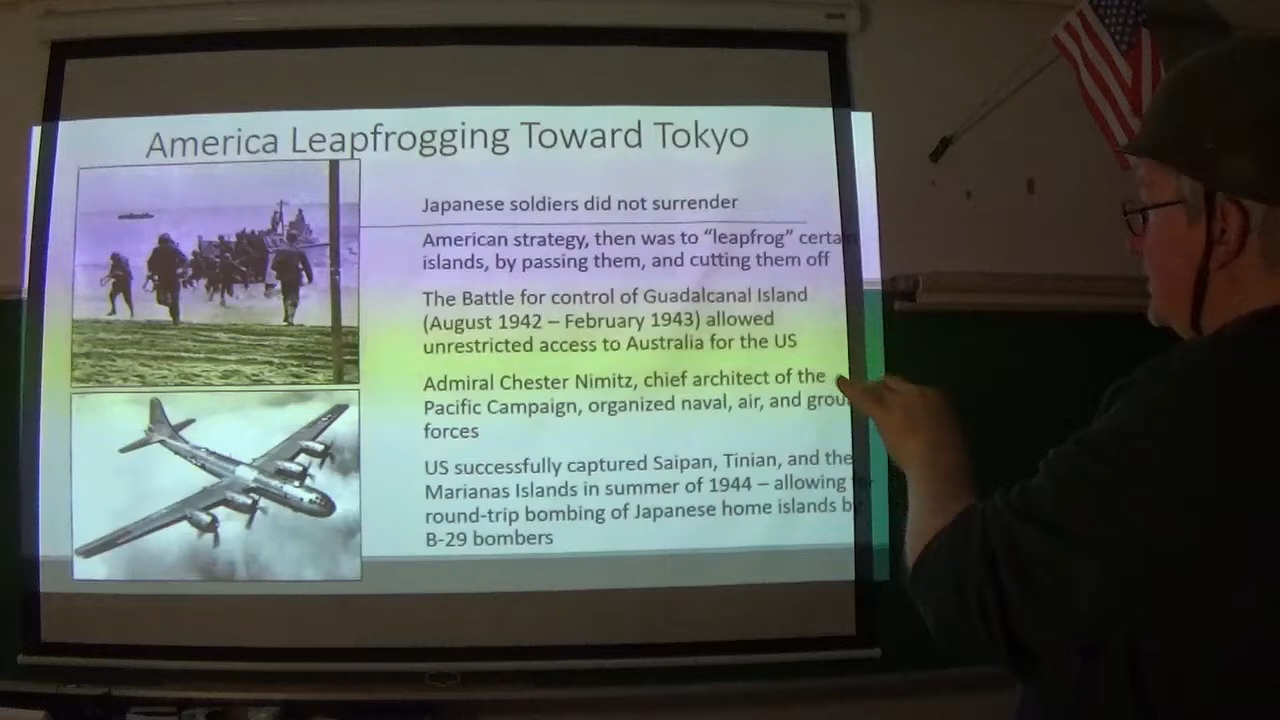 America Leapfrogging Toward Tokyo
Japanese soldiers did not surrender
American strategy, then was to “leapfrog” certain
islands, by passing them, and cutting them off
The Battle for control of Guadalcanal Island
(August 1942 – February 1943) allowed
unrestricted access to Australia for the US
Admiral Chester Nimitz, chief architect of the
Pacific Campaign, organized naval, air, and
forces
US successfully captured Saipan, Tinian, and the
Marianas Islands in summer of 1944 – allowing for
round-trip bombing of Japanese home islands by
B-29 bombers